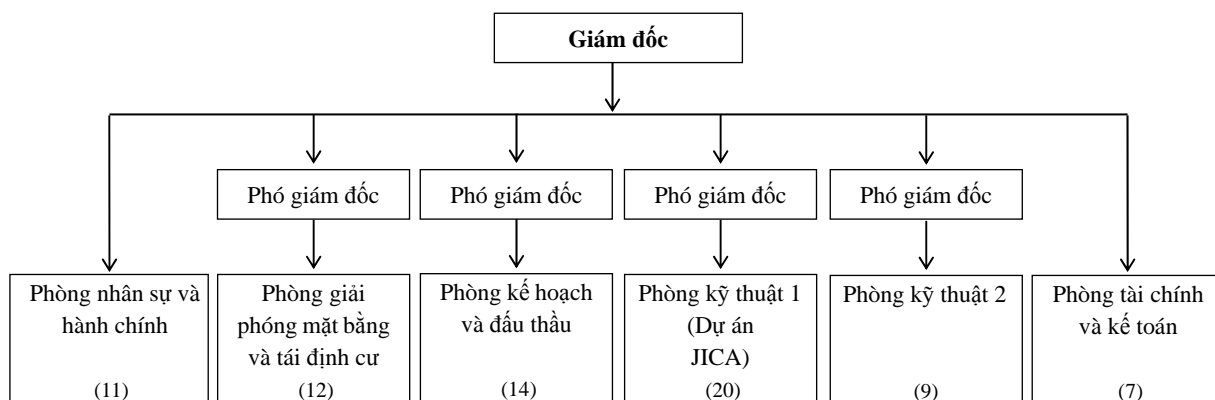 Giám đốc
Phó giám đốc
Phó giám đốc
Phó giám đốc
Phó giám đốc
Phòng nhân sự và
hành chính
(11)
Phòng giải
phóng mặt bằng
và tái định cư
(12)
Phòng kế hoạch
và đấu thầu
(14)
Phòng kỹ thuật 1
(Dự án
JICA)
(20)
Phòng kỹ thuật 2
(9)
Phòng tài chính
và kế toán
(7)